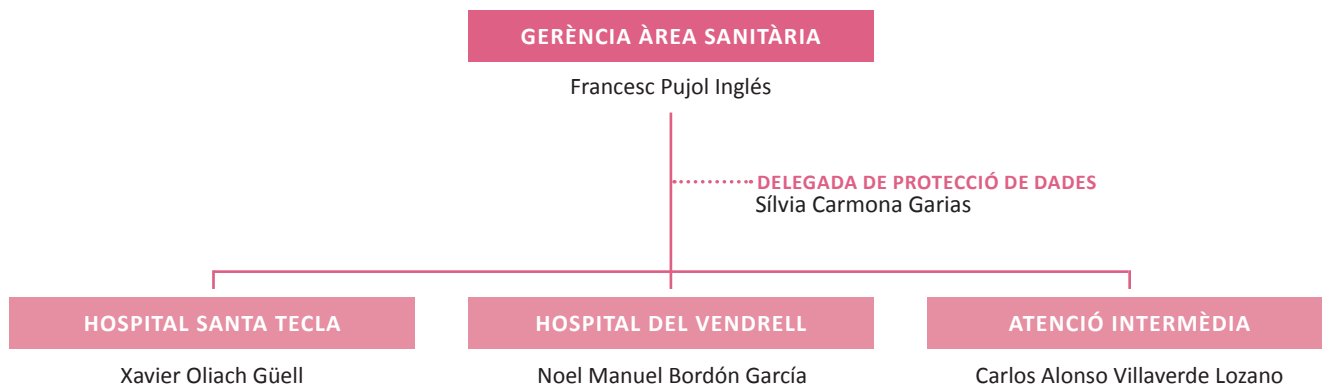 GERÈNCIA ÀREA SANITÀRIA
Francesc Pujol Inglés
DELEGADA DE PROTECCIÓ DE DADES
Sílvia Carmona Garias
HOSPITAL SANTA TECLA
Xavier Oliach Güell
HOSPITAL DEL VENDRELL
Noel Manuel Bordón García
ATENCIÓ INTERMÈDIA
Carlos Alonso Villaverde Lozano